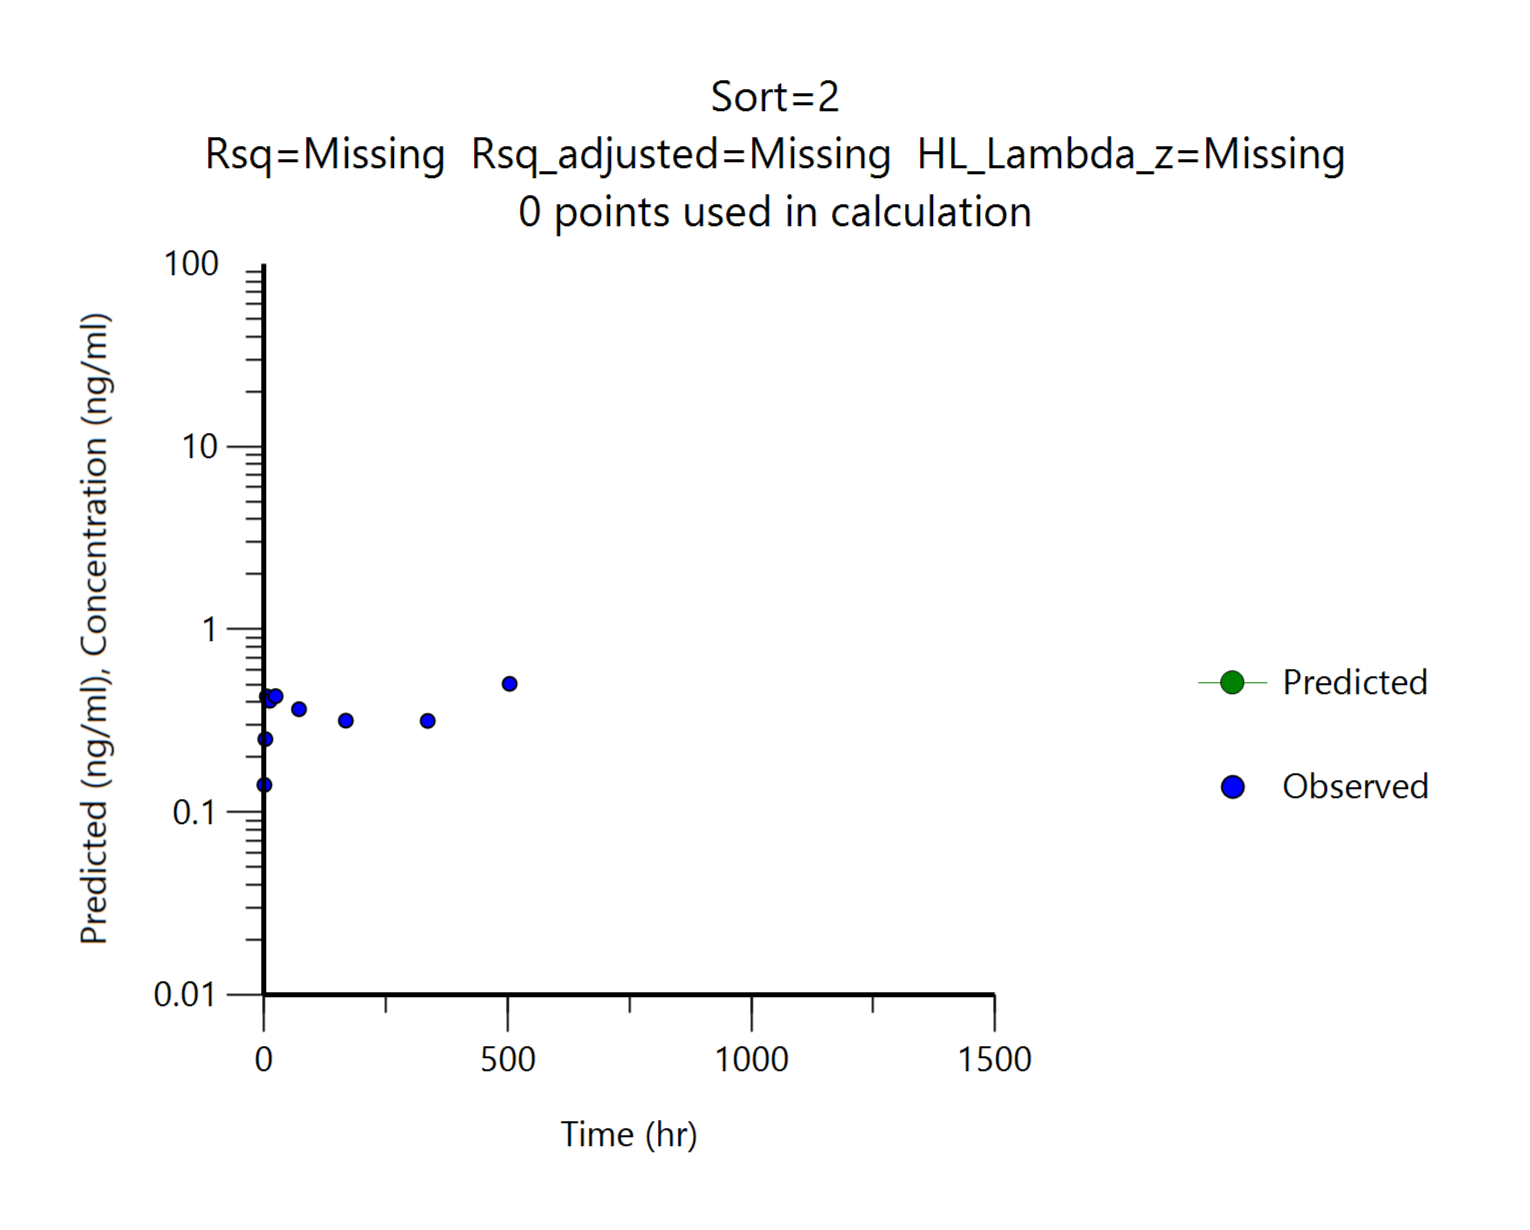 Sort=2
Rsq=Missing Rsq_adjusted=Missing HL_Lambda_z=Missing
0 points used in calculation
100
10
1
0.1
0.01
Predicted (ng/ml), Concentration (ng/ml)
0 500 1000 1500
Time (hr)
Predicted
Observed